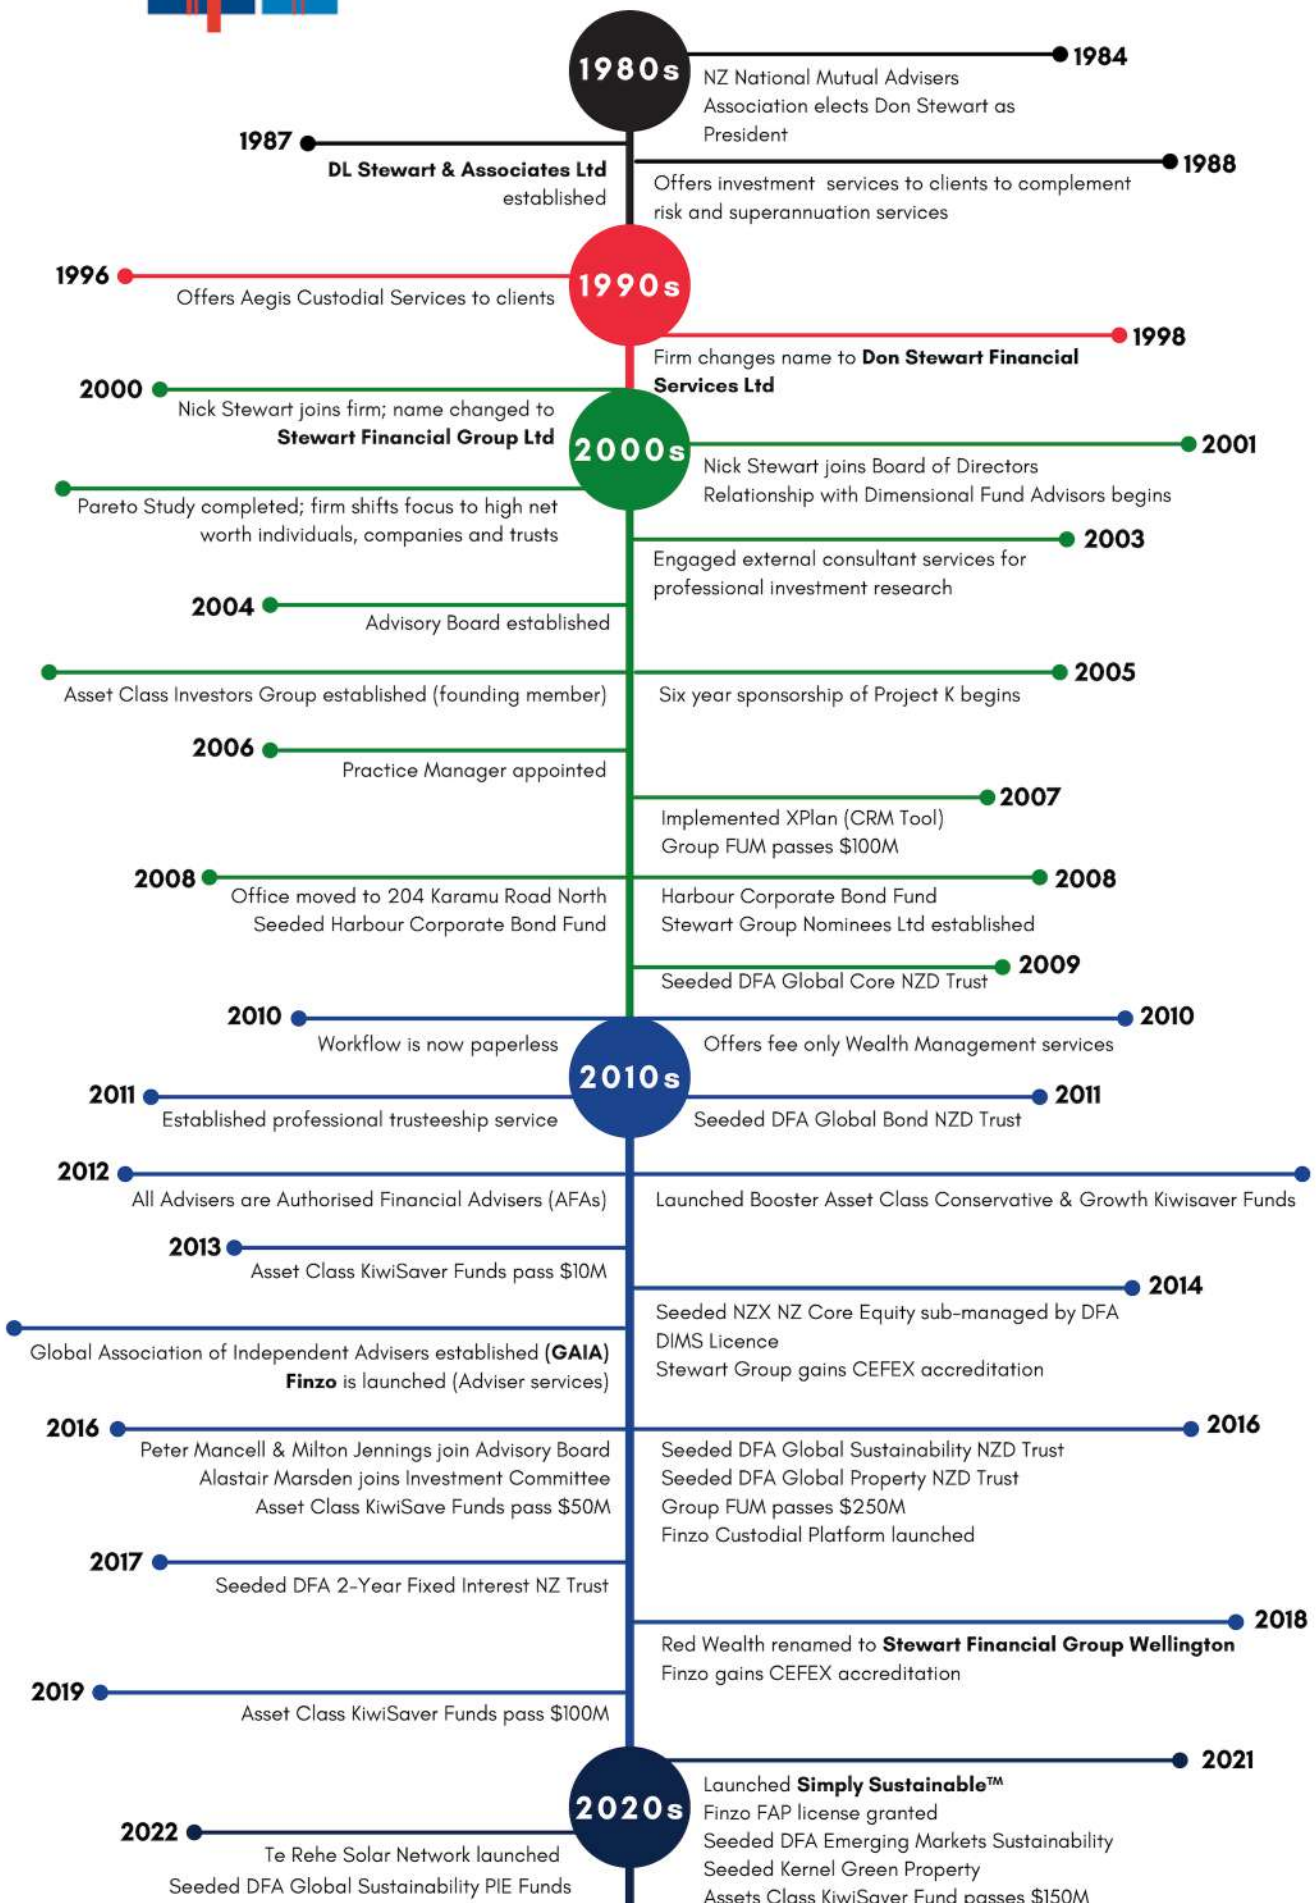 1980s
1984
NZ National Mutual Advisers
Association elects Don Stewart as
President
1987
DL Stewart & Associates Ltd
established
1988
Offers investment services to clients to complement
risk and superannuation services
1990s
1996
Offers Aegis Custodial Services to clients
1998
Firm changes name to Don Stewart Financial
Services Ltd
2000
Nick Stewart joins firm; name changed to
Stewart Financial Group Ltd
2000s
2001
Nick Stewart joins Board of Directors
Relationship with Dimensional Fund Advisors begins
Pareto Study completed; firm shifts focus to high net
worth individuals, companies and trusts
2003
Engaged external consultant services for
professional investment research
2004
Advisory Board established
Asset Class Investors Group established (founding member)
2005
Six year sponsorship of Project K begins
2006
Practice Manager appointed
2007
Implemented XPlan (CRM Tool)
Group FUM passes $100M
2008
Office moved to 204 Karamu Road North
Seeded Harbour Corporate Bond Fund
2008
Harbour Corporate Bond Fund
Stewart Group Nominees Ltd established
2009
Seeded DFA Global Core NZD Trust
2010
Workflow is now paperless
2010
Offers fee only Wealth Management services
2010s
2011
Established professional trusteeship service
2011
Seeded DFA Global Bond NZD Trust
2012
All Advisers are Authorised Financial Advisers (AFAs)
Launched Booster Asset Class Conservative & Growth Kiwisaver Funds
2013
Asset Class KiwiSaver Funds pass $10M
2014
Seeded NZX NZ Core Equity sub-managed by DFA
DIMS Licence
Stewart Group gains CEFEX accreditation
Global Association of Independent Advisers established (GAIA)
Finzo is launched (Adviser services)
2016
Peter Mancell & Milton Jennings join Advisory Board
Alastair Marsden joins Investment Committee
Asset Class KiwiSave Funds pass $50M
2016
Seeded DFA Global Sustainability NZD Trust
Seeded DFA Global Property NZD Trust
Group FUM passes $250M
Finzo Custodial Platform launched
2017
Seeded DFA 2-Year Fixed Interest NZ Trust
2018
Red Wealth renamed to Stewart Financial Group Wellington
Finzo gains CEFEX accreditation
2019
Asset Class KiwiSaver Funds pass $100M
2020s
2021
Launched Simply Sustainable™
Finzo FAP license granted
Seeded DFA Emerging Markets Sustainability
Seeded Kernel Green Property
Assets Class KiwiSaver Fund passes $150M
2022
Te Rehe Solar Network launched
Seeded DFA Global Sustainability PIE Funds